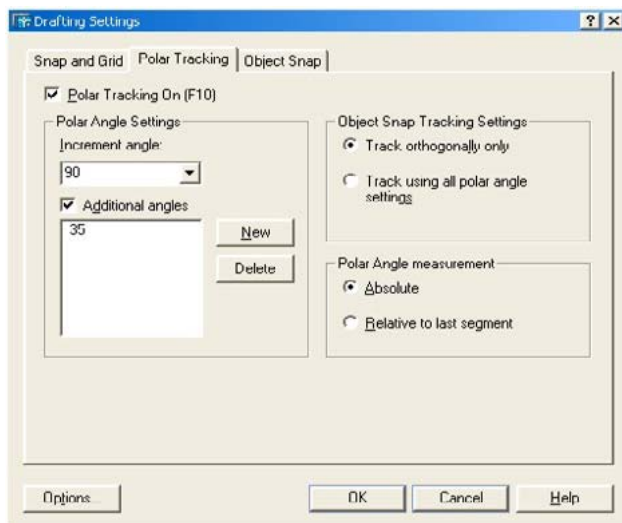 Drafting Settings
Snap and Grid Polar Tracking Object Snap
Polar Tracking On (F10)
Polar Angle Settings
Increment angle:
90
Additional angles
35
New
Delete
Object Snap Tracking Settings
Track orthogonally only
Track using all polar angle
settings
Polar Angle measurement
Absolute
Relative to last segment
Options... OK Cancel Help